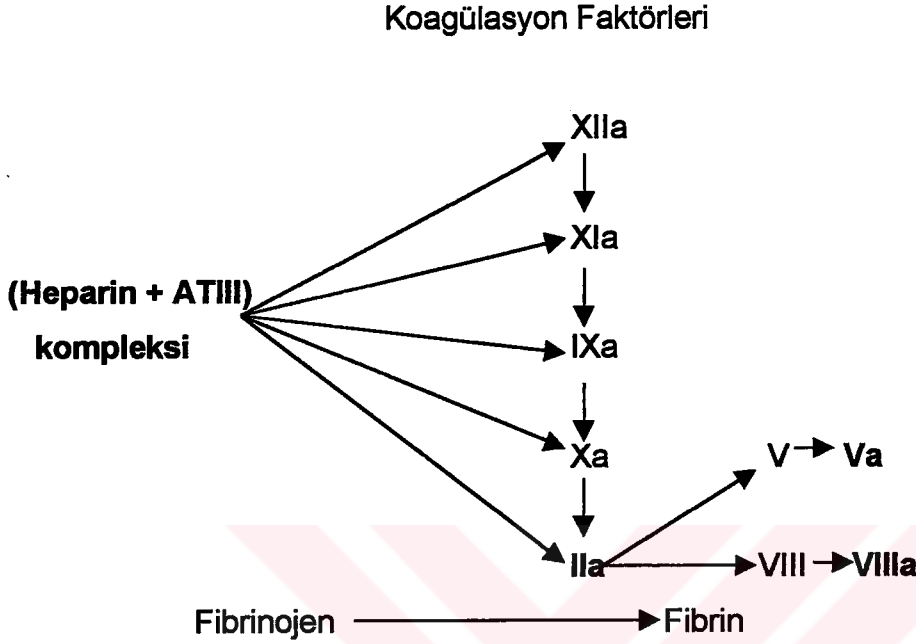 Koagülasyon Faktörleri
XIIa
XIa
(Heparin + ATIII)
kompleksi
IXa
Xa
V
Va
IIa
VIII
VIIIa
Fibrinojen
Fibrin